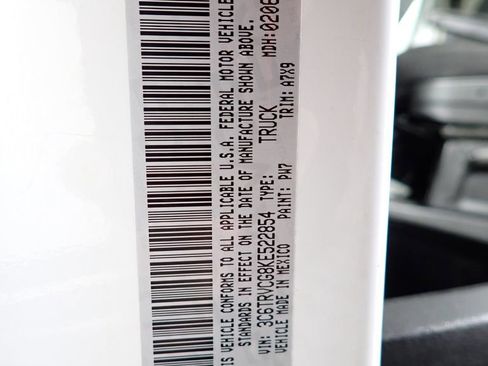 IS VEHICLE CONFORMS TO ALL APPLICABLE U.S.A. FEDERAL MOTOR VEHICLE
STANDARDS IN EFFECT ON THE DATE OF MANUFACTURE SHOWN ABOVE.
VIN: 3C6TRVCG8KE522854 TYPE: TRUCK MDH:0206
PAINT: PW7 TRIM: A7X9
VEHICLE MADE IN MEXICO